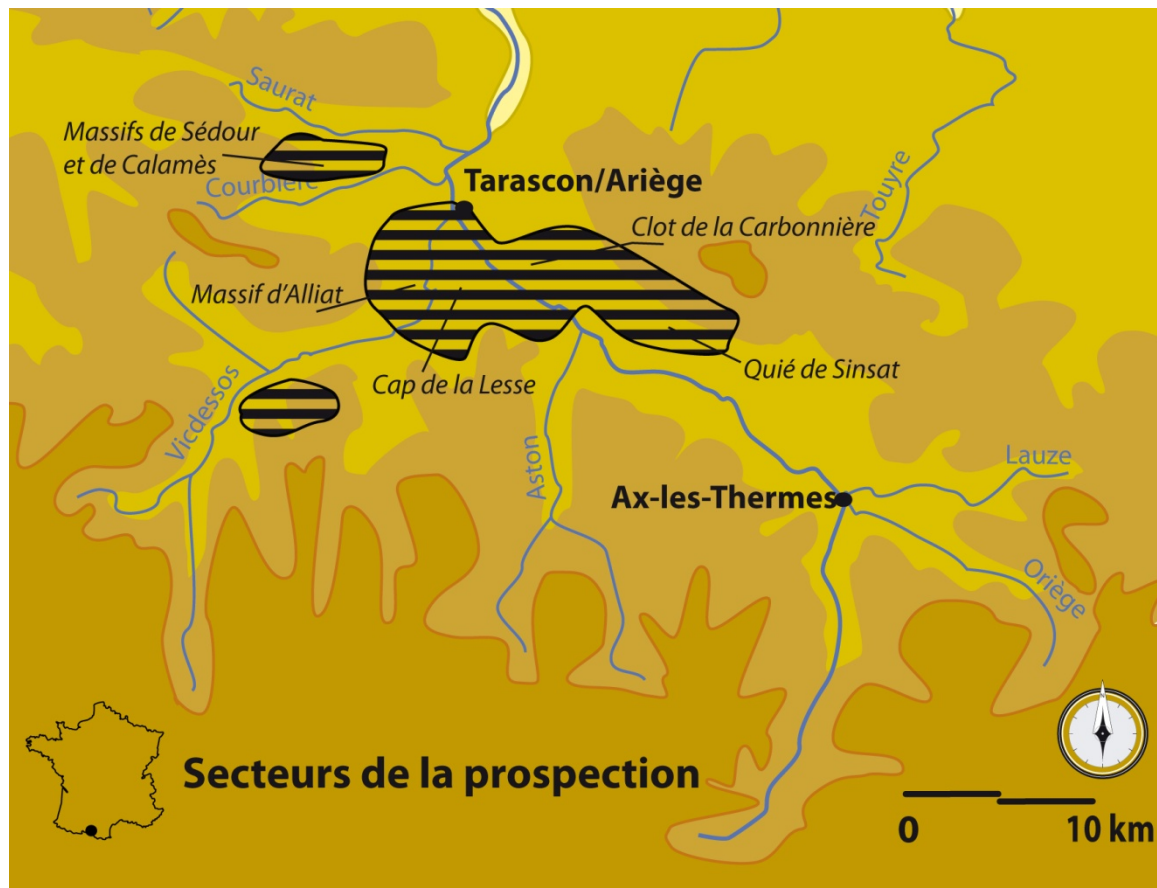 Saurat
Massifs de Sédour
et de Calamès
Courbière
Tarascon/Ariège
Touyre
Clot de la Carbonnière
Massif d'Alliat
Cap de la Lesse
Quié de Sinsat
Vicdessos
Aston
Lauze
Ax-les-Thermes
Oriège
Secteurs de la prospection
0
10 km